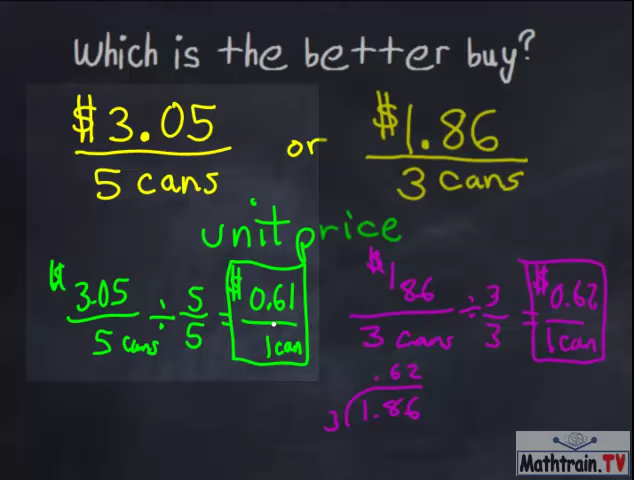 Which is the better buy?
$3.05 or $1.86
5 cans 3 cans
unit price
$3.05 ÷ 5 = $0.61
5 cans 5 1 can
$1.86 ÷ 3 = $0.62
3 cans 3 1 can
.62
3 1.86
Mathtrain.TV